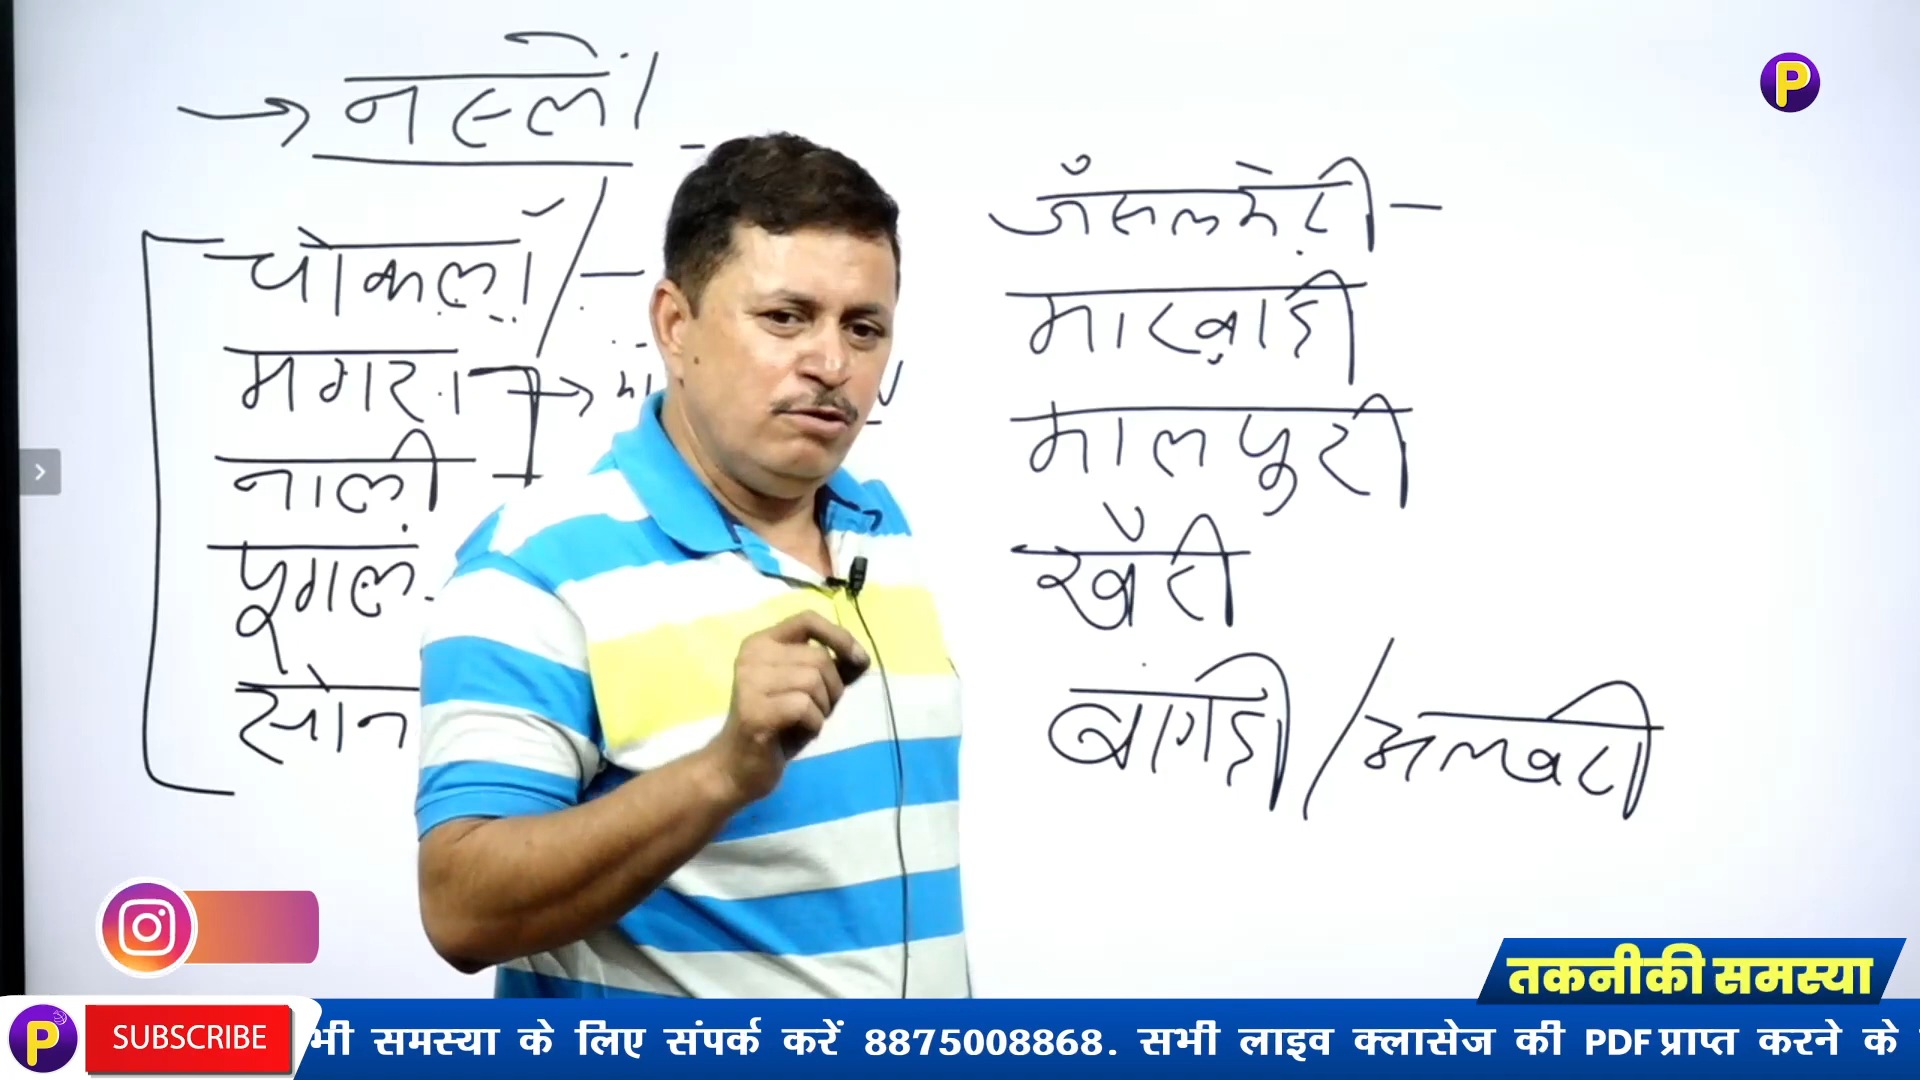 → नस्लें
चोकला
मगरा
नाली
पूगल
सोन
जैसलमेरी -
मारवाड़ी
मालपुरी
खैरी
बागड़ी / मालखरी
P
तकनीकी समस्या
P SUBSCRIBE भी समस्या के लिए संपर्क करें 8875008868. सभी लाइव क्लासेज की PDF प्राप्त करने के